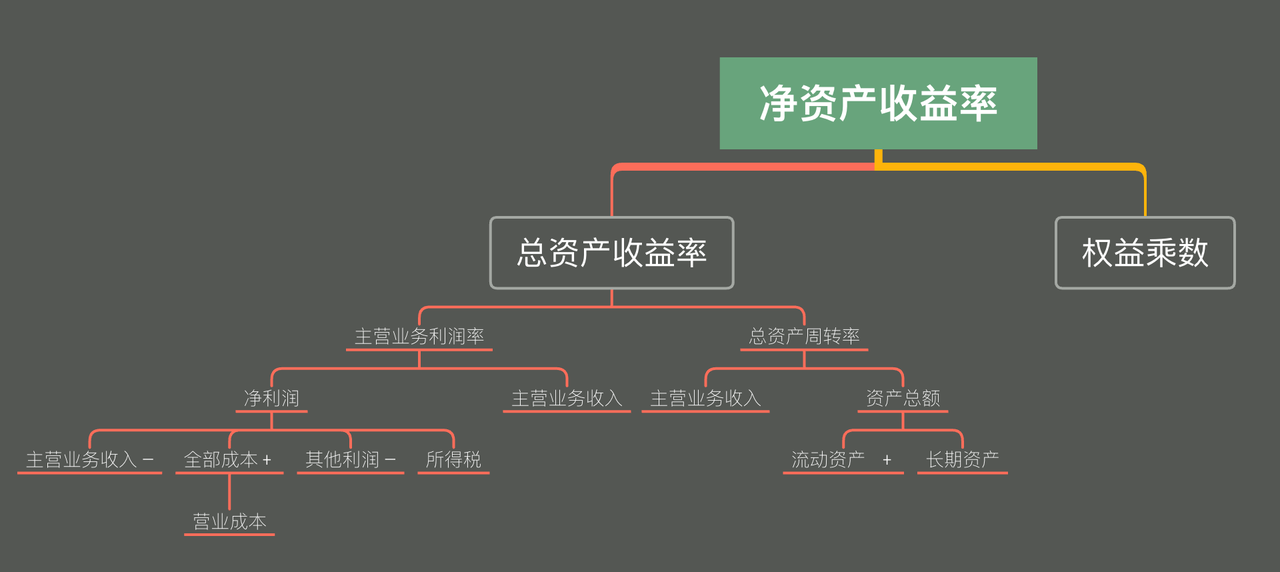 净资产收益率
总资产收益率
权益乘数
主营业务利润率
总资产周转率
净利润
主营业务收入
主营业务收入
资产总额
主营业务收入 −
全部成本 +
其他利润 −
所得税
流动资产 +
长期资产
营业成本